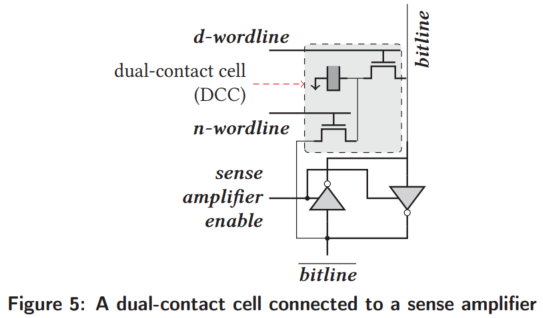 d-wordline
bitline
dual-contact cell
(DCC)
n-wordline
sense
amplifier
enable
bitline
Figure 5: A dual-contact cell connected to a sense amplifier